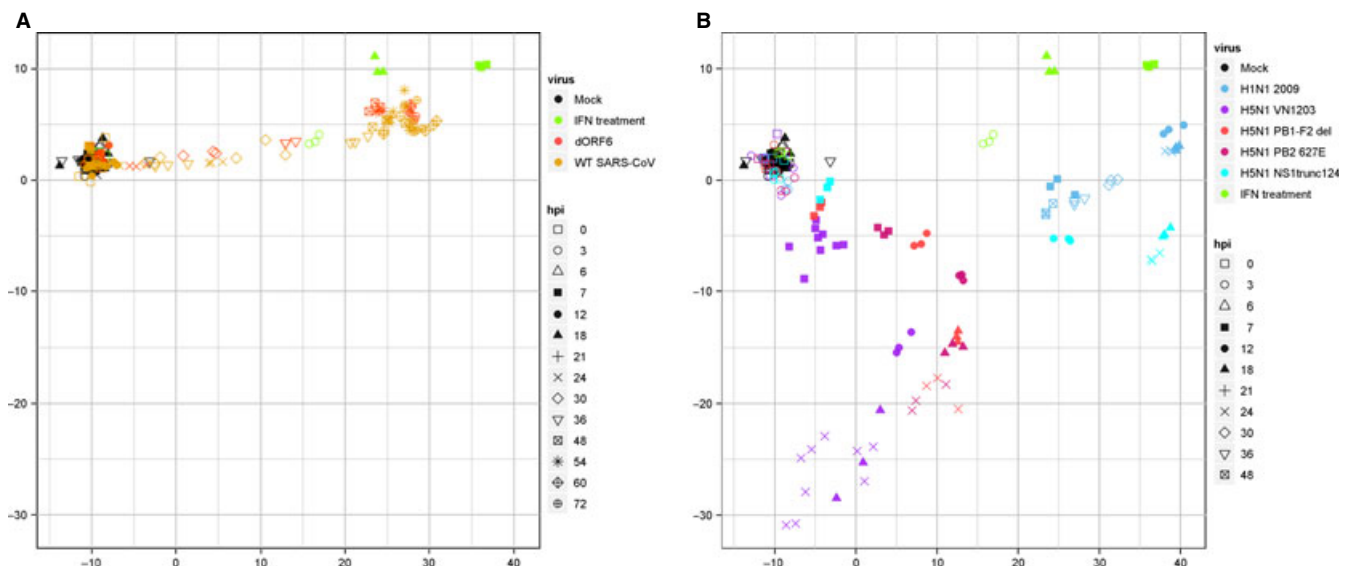 A
10
0
−10
−20
−30
−10
0
10
20
30
40
virus
Mock
IFN treatment
dORF6
WT SARS-CoV
hpi
0
3
6
7
12
18
21
24
30
36
48
54
60
72
B
10
0
−10
−20
−30
−10
0
10
20
30
40
virus
Mock
H1N1 2009
H5N1 VN1203
H5N1 PB1-F2 del
H5N1 PB2 627E
H5N1 NS1trunc124
IFN treatment
hpi
0
3
6
7
12
18
21
24
30
36
48